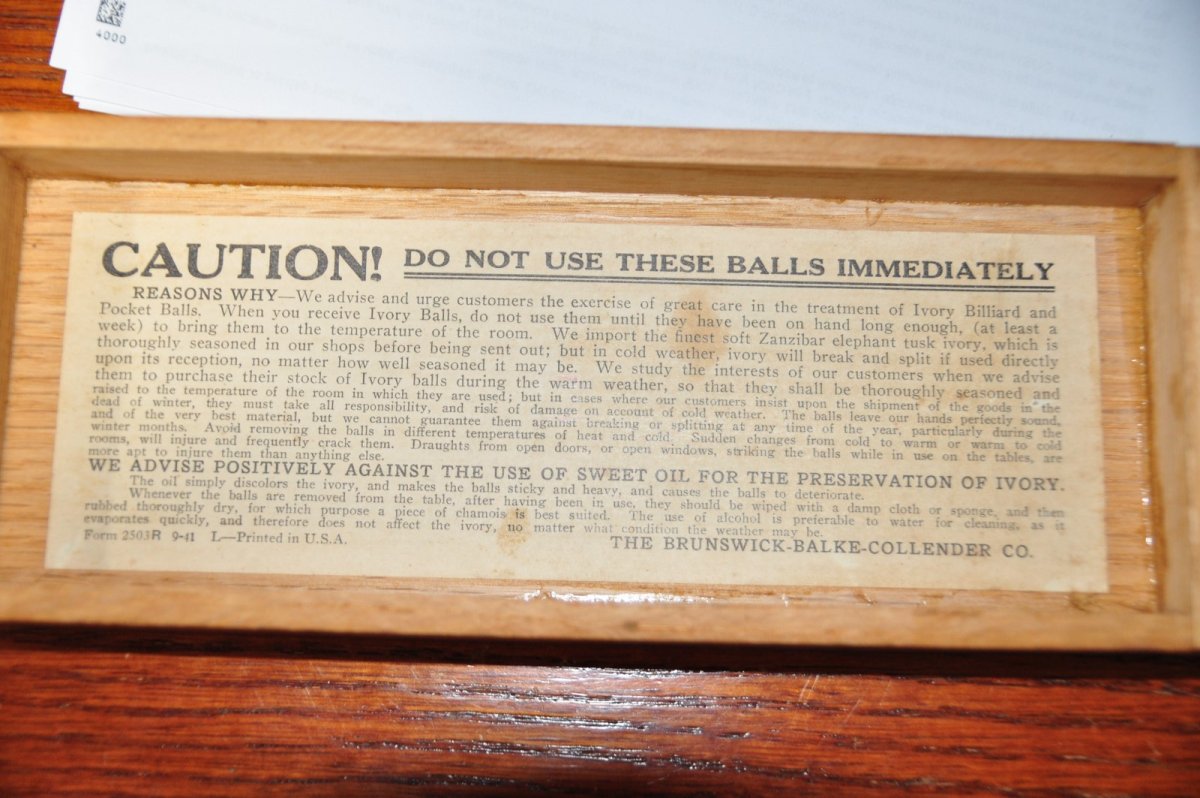 4000
CAUTION! DO NOT USE THESE BALLS IMMEDIATELY
REASONS WHY—We advise and urge customers the exercise of great care in the treatment of Ivory Billiard and
Pocket Balls. When you receive Ivory Balls, do not use them until they have been on hand long enough, (at least a
week) to bring them to the temperature of the room. We import the finest soft Zanzibar elephant tusk ivory, which is
thoroughly seasoned in our shops before being sent out; but in cold weather, ivory will break and split if used directly
upon its reception, no matter how well seasoned it may be. We study the interests of our customers when we advise
them to purchase their stock of Ivory balls during the warm weather, so that they shall be thoroughly seasoned and
raised to the temperature of the room in which they are used; but in cases where our customers insist upon the shipment of the goods in the
dead of winter, they must take all responsibility, and risk of damage on account of cold weather. The balls leave our hands perfectly sound,
and of the very best material, but we cannot guarantee them against breaking or splitting at any time of the year, particularly during the
winter months. Avoid removing the balls in different temperatures of heat and cold. Sudden changes from cold to warm or warm to cold
rooms, will injure and frequently crack them. Draughts from open doors, or open windows, striking the balls while in use on the tables, are
more apt to injure them than anything else.
WE ADVISE POSITIVELY AGAINST THE USE OF SWEET OIL FOR THE PRESERVATION OF IVORY.
The oil simply discolors the ivory, and makes the balls sticky and heavy, and causes the balls to deteriorate.
Whenever the balls are removed from the table, after having been in use, they should be wiped with a damp cloth or sponge, and then
rubbed thoroughly dry, for which purpose a piece of chamois is best suited. The use of alcohol is preferable to water for cleaning, as it
evaporates quickly, and therefore does not affect the ivory, no matter what condition the weather may be.
Form 2503R 9-41 L—Printed in U.S.A. THE BRUNSWICK-BALKE-COLLENDER CO.